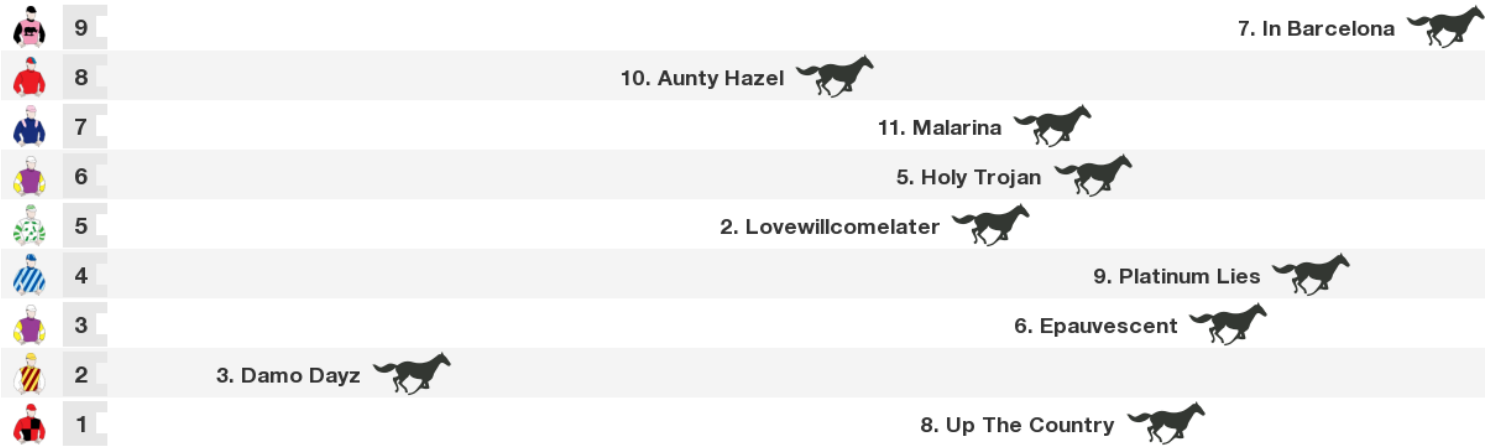 9 7. In Barcelona
8 10. Aunty Hazel
7 11. Malarina
6 5. Holy Trojan
5 2. Lovewillcomelater
4 9. Platinum Lies
3 6. Epauvescent
2 3. Damo Dayz
1 8. Up The Country